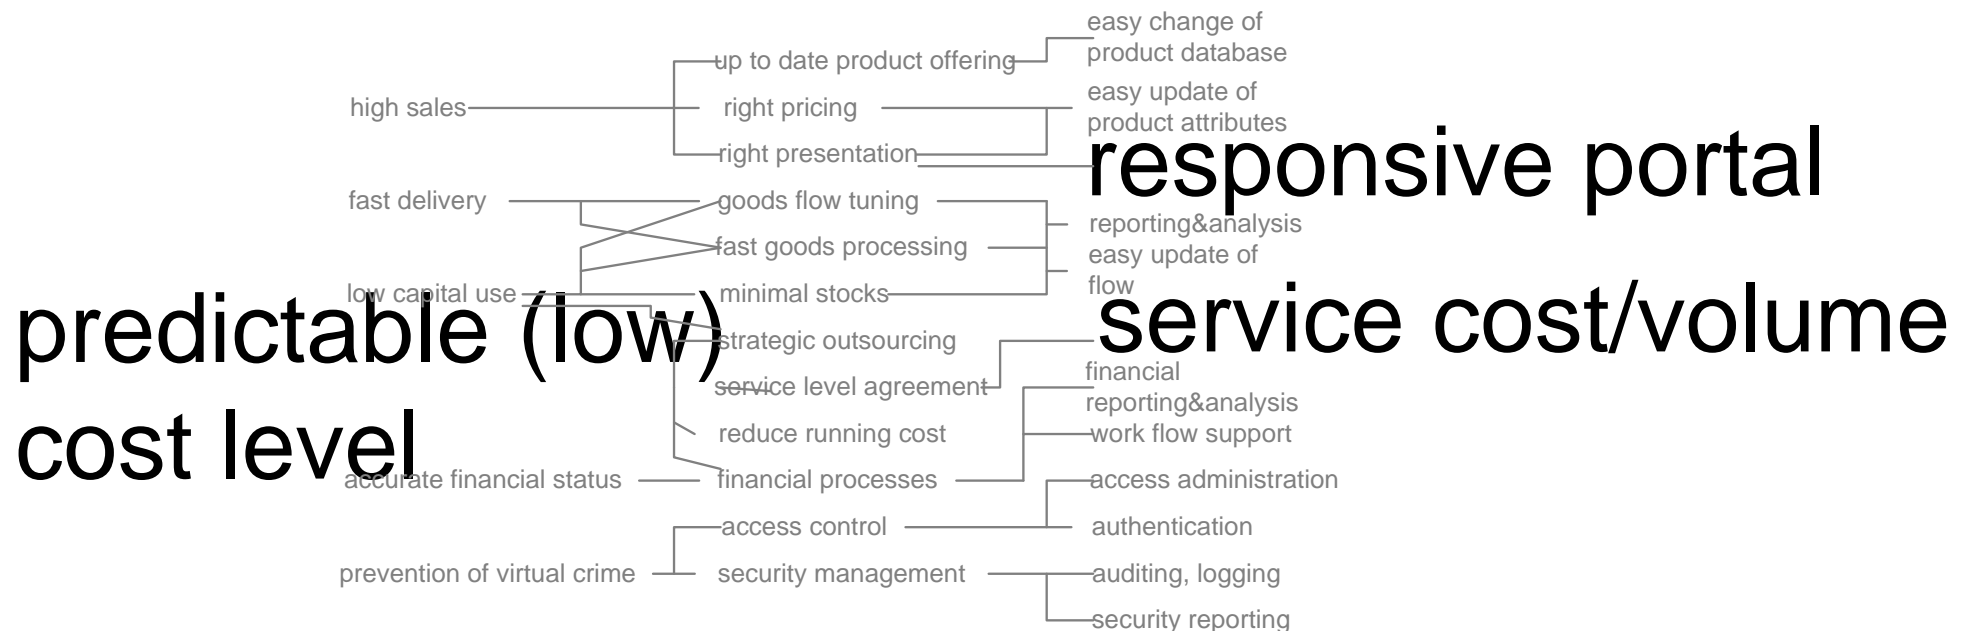 easy change of
product database
up to date product offering
high sales
right pricing
easy update of
product attributes
right presentation
responsive portal
fast delivery
goods flow tuning
reporting&analysis
fast goods processing
easy update of
flow
low capital use
minimal stocks
predictable (low)
cost level
strategic outsourcing
service cost/volume
service level agreement
financial
reporting&analysis
reduce running cost
work flow support
accurate financial status
financial processes
access administration
access control
authentication
prevention of virtual crime
security management
auditing, logging
security reporting